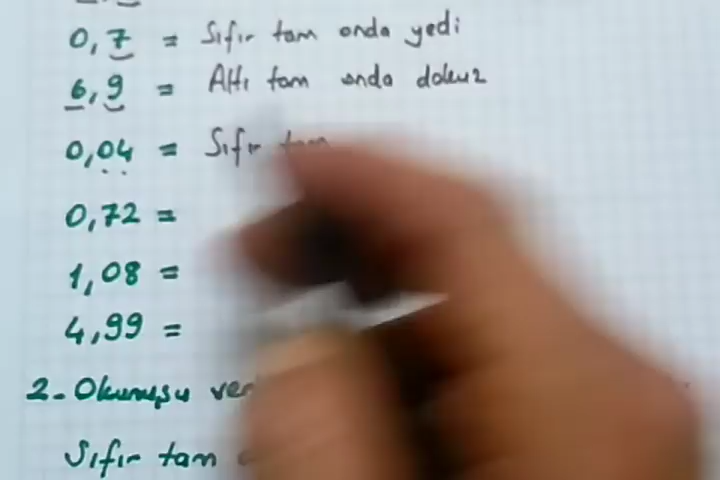 0,7 = Sıfır tam onda yedi
6,9 = Altı tam onda dokuz
0,04 = Sıfır tam
0,72 =
1,08 =
4,99 =
2- Okunuşu
Sıfır tam